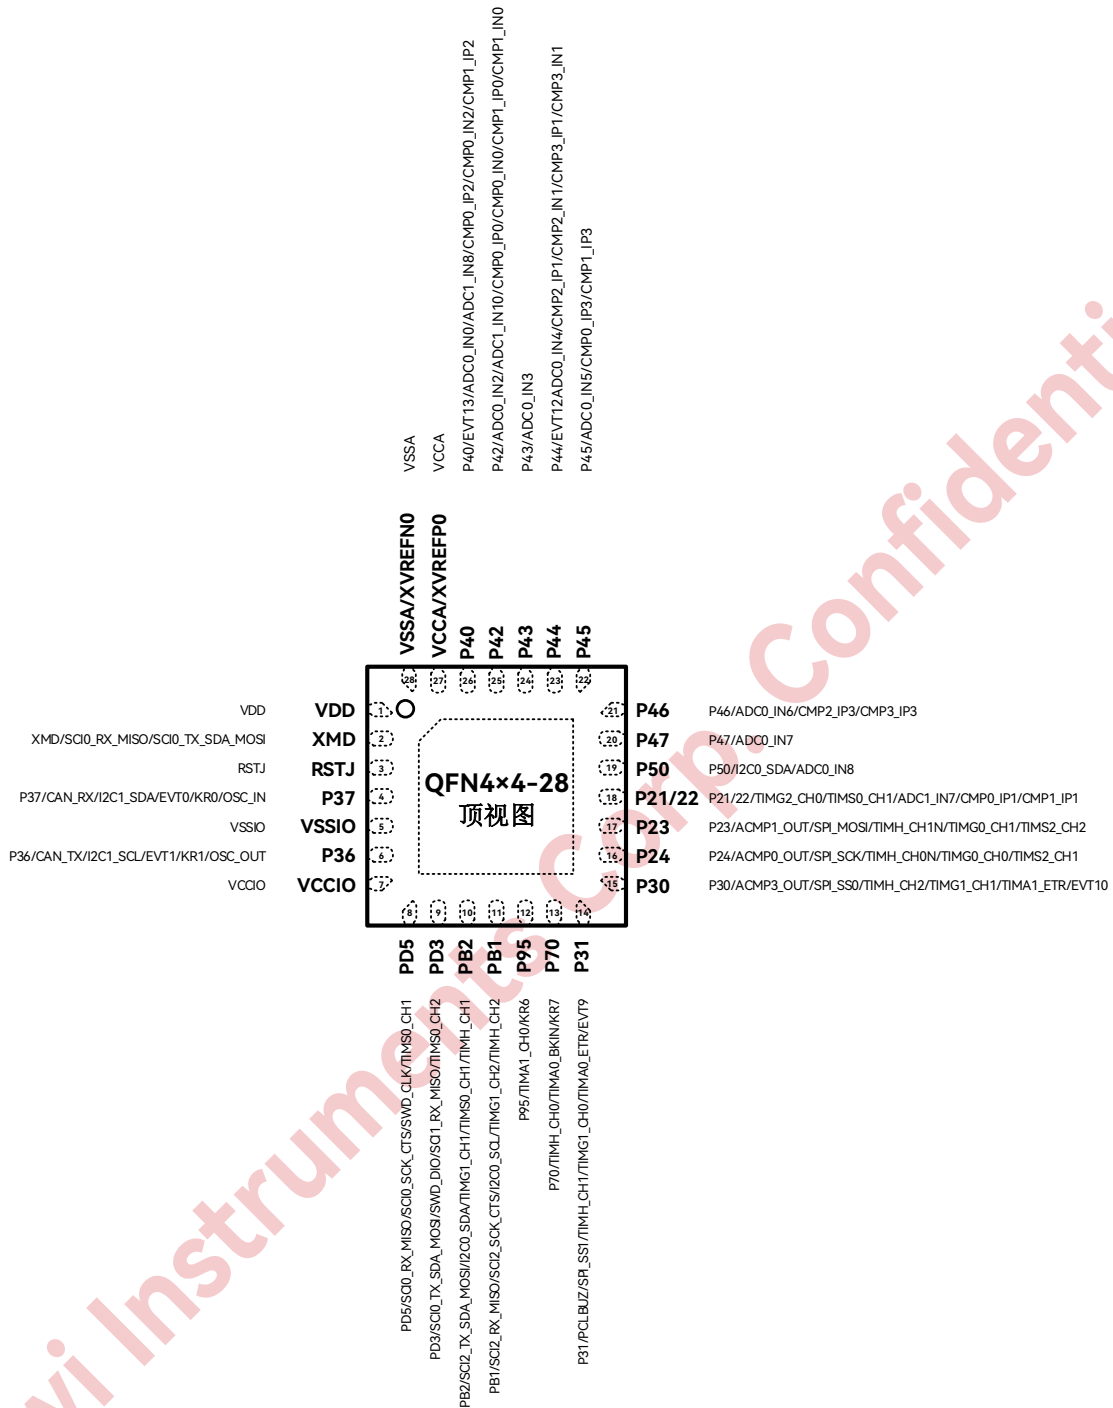 P40/EVT13/ADC0_IN0/ADC1_IN8/CMP0_IP2/CMP0_IN2/CMP1_IP2
P42/ADC0_IN2/ADC1_IN10/CMP0_IP0/CMP0_IN0/CMP1_IP0/CMP1_IN0
P43/ADC0_IN3
P44/EVT12ADC0_IN4/CMP2_IP1/CMP2_IN1/CMP3_IP1/CMP3_IN1
P45/ADC0_IN5/CMP0_IP3/CMP1_IP3
VSSA
VCCA
VSSA/XVREFN0
VCCA/XVREFP0
P40
P42
P43
P44
P45
28 27 26 25 24 23 22
VDD VDD 1
XMD/SCI0_RX_MISO/SCI0_TX_SDA_MOSI XMD 2
RSTJ RSTJ 3
P37/CAN_RX/I2C1_SDA/EVT0/KR0/OSC_IN P37 4
VSSIO VSSIO 5
P36/CAN_TX/I2C1_SCL/EVT1/KR1/OSC_OUT P36 6
VCCIO VCCIO 7
QFN4×4-28
顶视图
21 P46 P46/ADC0_IN6/CMP2_IP3/CMP3_IP3
20 P47 P47/ADC0_IN7
19 P50 P50/I2C0_SDA/ADC0_IN8
18 P21/22 P21/22/TIMG2_CH0/TIMS0_CH1/ADC1_IN7/CMP0_IP1/CMP1_IP1
17 P23 P23/ACMP1_OUT/SPI_MOSI/TIMH_CH1N/TIMG0_CH1/TIMS2_CH2
16 P24 P24/ACMP0_OUT/SPI_SCK/TIMH_CH0N/TIMG0_CH0/TIMS2_CH1
15 P30 P30/ACMP3_OUT/SPI_SS0/TIMH_CH2/TIMG1_CH1/TIMA1_ETR/EVT10
8 9 10 11 12 13 14
PD5
PD3
PB2
PB1
P95
P70
P31
PD5/SCI0_RX_MISO/SCI0_SCK_CTS/SWD_CLK/TIMS0_CH1
PD3/SCI0_TX_SDA_MOSI/SWD_DIO/SCI1_RX_MISO/TIMS0_CH2
PB2/SCI2_TX_SDA_MOSI/I2C0_SDA/TIMG1_CH1/TIMS0_CH1/TIMH_CH1
PB1/SCI2_RX_MISO/SCI2_SCK_CTS/I2C0_SCL/TIMG1_CH2/TIMH_CH2
P95/TIMA1_CH0/KR6
P70/TIMH_CH0/TIMA0_BKIN/KR7
P31/PCLBUZ/SPI_SS1/TIMH_CH1/TIMG1_CH0/TIMA0_ETR/EVT9
vi Instruments Corp. Confidenti